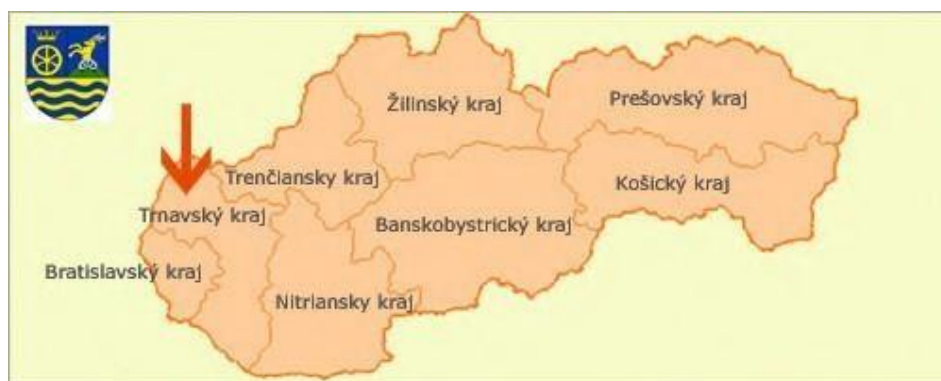 Žilinský kraj
Prešovský kraj
Trenčiansky kraj
Košický kraj
Trnavský kraj
Banskobystrický kraj
Bratislavský kraj
Nitriansky kraj